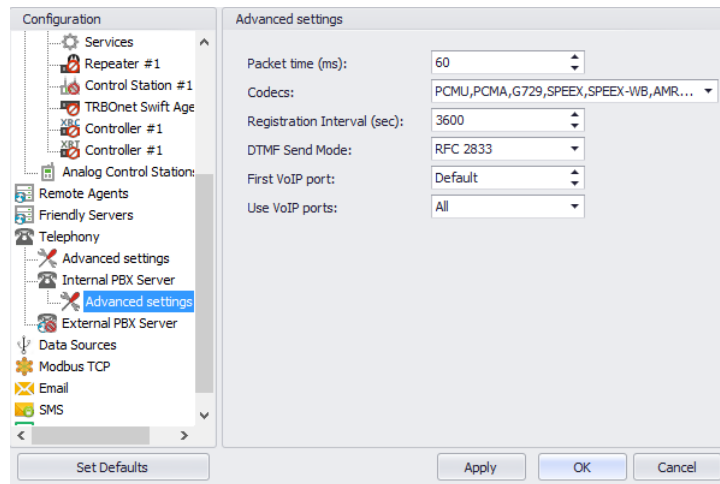 Configuration
Services
Repeater #1
Control Station #1
TRBOnet Swift Age
XRC
Controller #1
XRT
Controller #1
Analog Control Station
Remote Agents
Friendly Servers
Telephony
Advanced settings
Internal PBX Server
Advanced settings
External PBX Server
Data Sources
Modbus TCP
Email
SMS
Set Defaults
Advanced settings
Packet time (ms): 60
Codecs: PCMU,PCMA,G729,SPEEX,SPEEX-WB,AMR...
Registration Interval (sec): 3600
DTMF Send Mode: RFC 2833
First VoIP port: Default
Use VoIP ports: All
Apply OK Cancel